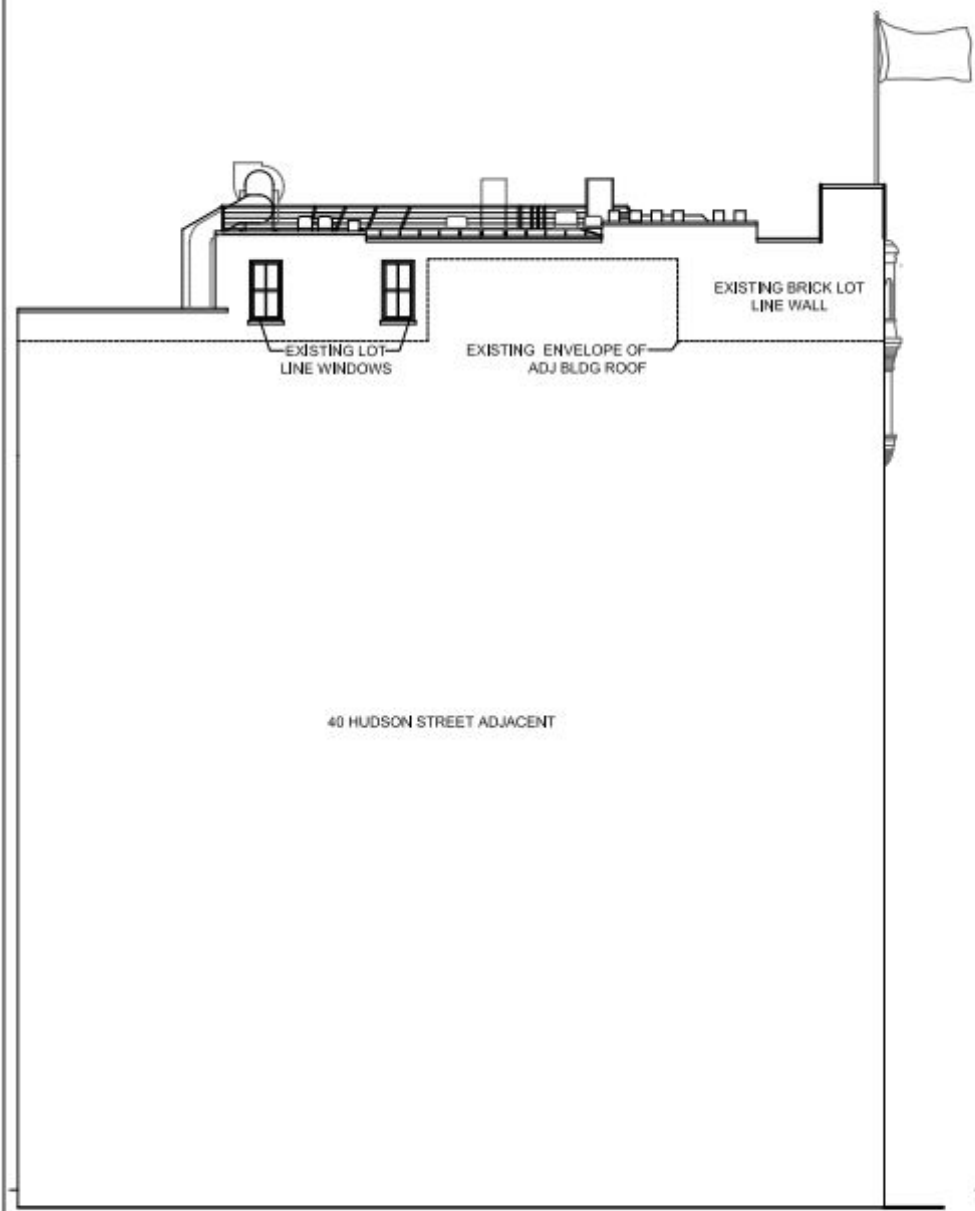 EXISTING BRICK LOT
LINE WALL
EXISTING LOT
LINE WINDOWS
EXISTING ENVELOPE OF
ADJ BLDG ROOF
40 HUDSON STREET ADJACENT